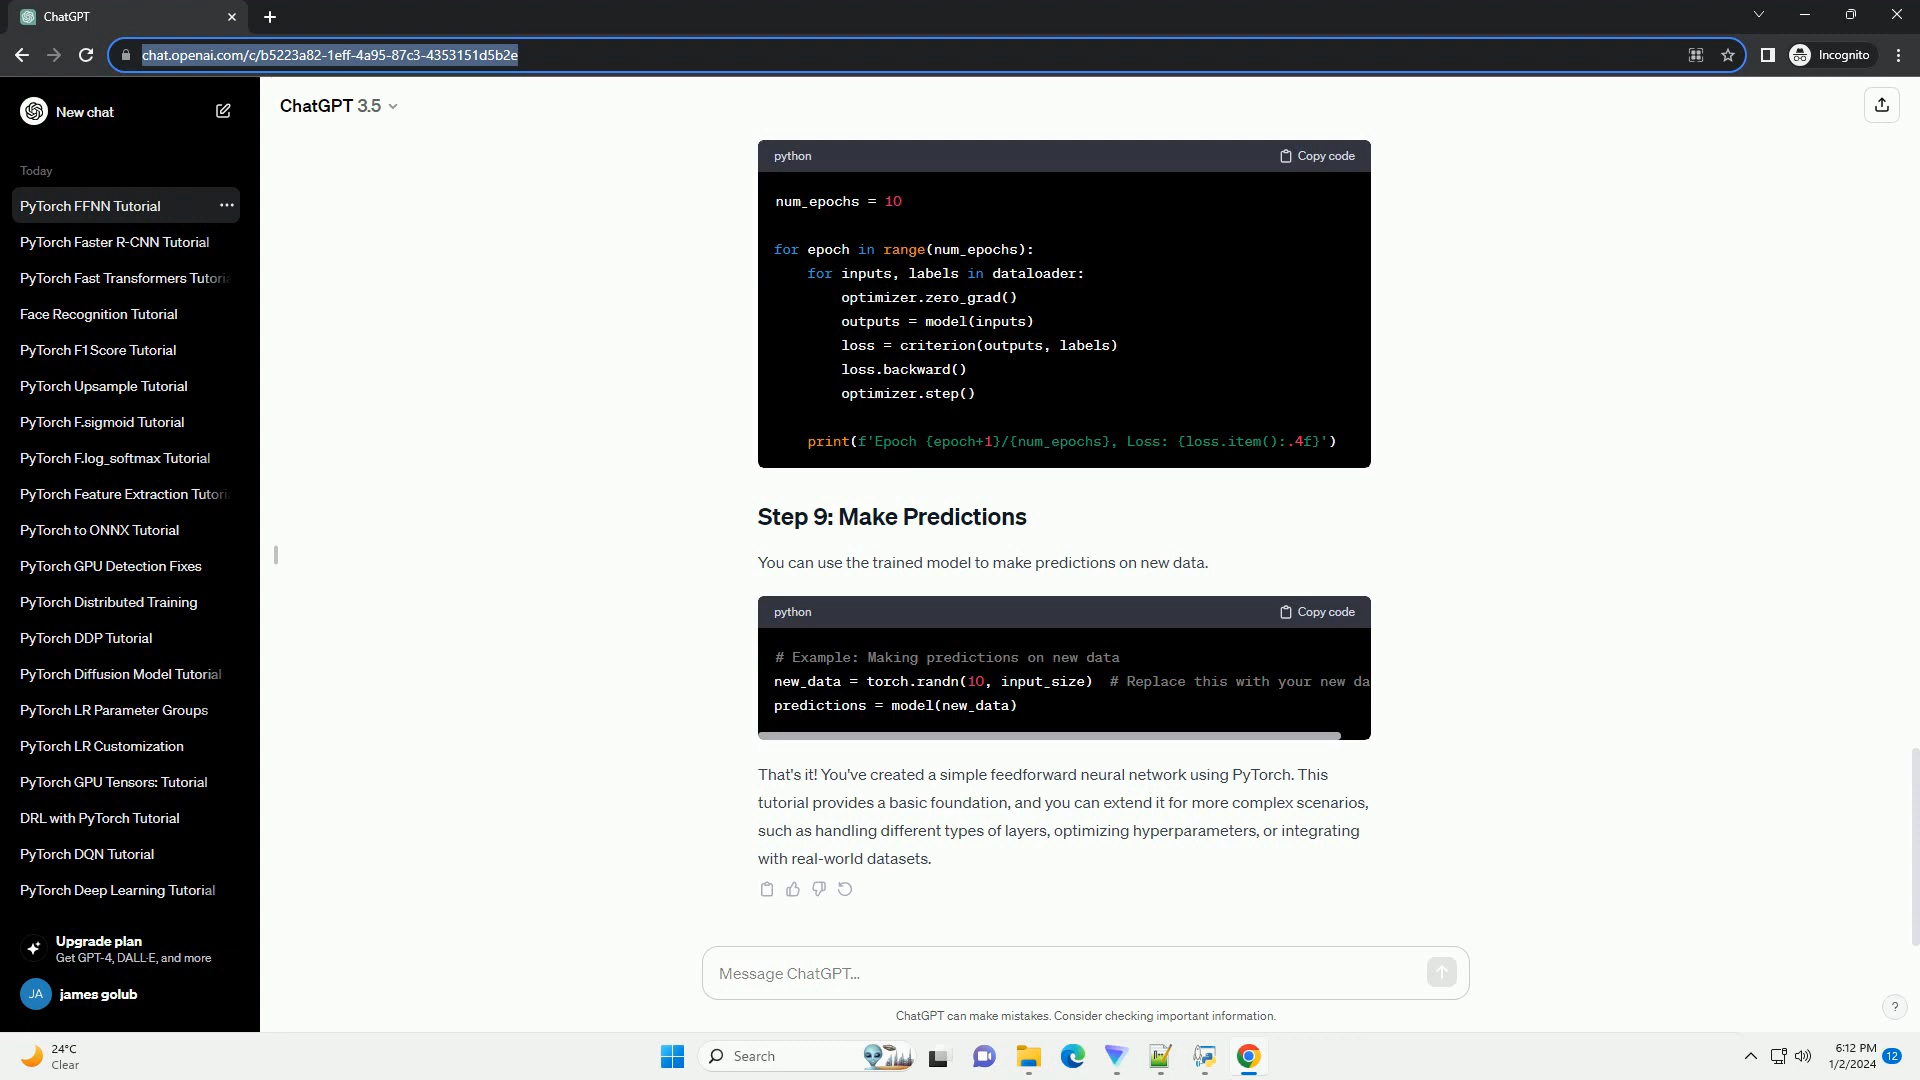 ChatGPT
chat.openai.com/c/b5223a82-1eff-4a95-87c3-4353151d5b2e
Incognito
New chat
Today
PyTorch FFNN Tutorial
PyTorch Faster R-CNN Tutorial
PyTorch Fast Transformers Tutoria
Face Recognition Tutorial
PyTorch F1 Score Tutorial
PyTorch Upsample Tutorial
PyTorch F.sigmoid Tutorial
PyTorch F.log_softmax Tutorial
PyTorch Feature Extraction Tutori
PyTorch to ONNX Tutorial
PyTorch GPU Detection Fixes
PyTorch Distributed Training
PyTorch DDP Tutorial
PyTorch Diffusion Model Tutorial
PyTorch LR Parameter Groups
PyTorch LR Customization
PyTorch GPU Tensors: Tutorial
DRL with PyTorch Tutorial
PyTorch DQN Tutorial
PyTorch Deep Learning Tutorial
Upgrade plan
Get GPT-4, DALL·E, and more
JA james golub
ChatGPT 3.5
python Copy code
num_epochs = 10
for epoch in range(num_epochs):
for inputs, labels in dataloader:
optimizer.zero_grad()
outputs = model(inputs)
loss = criterion(outputs, labels)
loss.backward()
optimizer.step()
print(f'Epoch {epoch+1}/{num_epochs}, Loss: {loss.item():.4f}')
Step 9: Make Predictions
You can use the trained model to make predictions on new data.
python Copy code
# Example: Making predictions on new data
new_data = torch.randn(10, input_size)  # Replace this with your new da
predictions = model(new_data)
That's it! You've created a simple feedforward neural network using PyTorch. This
tutorial provides a basic foundation, and you can extend it for more complex scenarios,
such as handling different types of layers, optimizing hyperparameters, or integrating
with real-world datasets.
Message ChatGPT...
ChatGPT can make mistakes. Consider checking important information.
?
24°C
Clear
Search
6:12 PM
1/2/2024
12